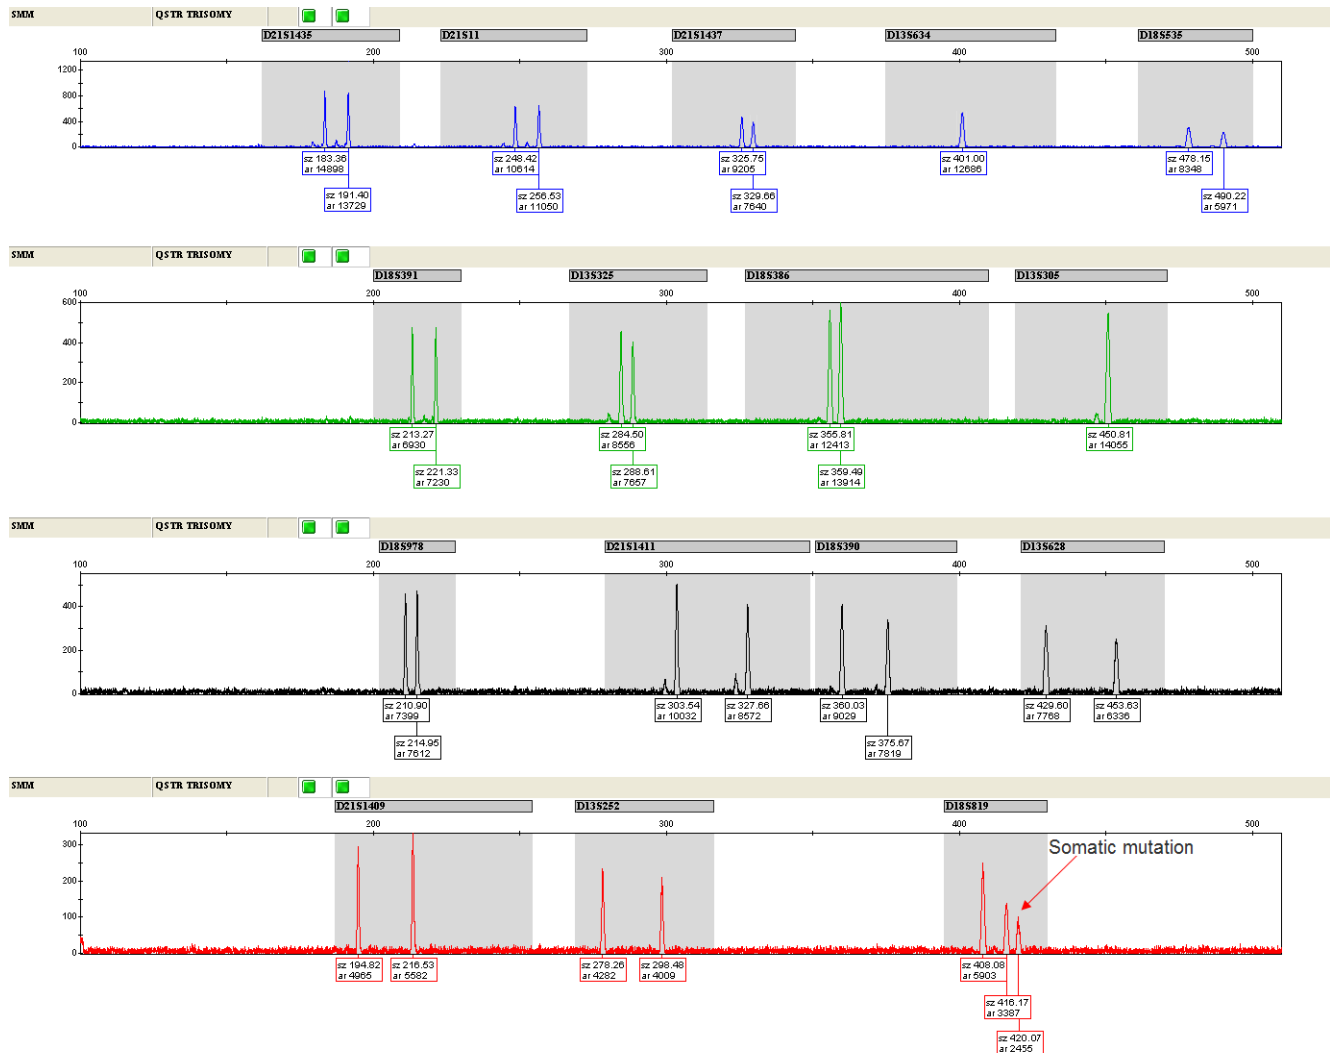 SMM QSTR TRISOMY
D21S1435 D21S11 D21S1437 D13S634 D18S535
100 200 300 400 500
1200
800
400
0
sz 183.36 sz 248.42 sz 325.75 sz 401.00 sz 478.15
ar 14898 ar 10614 ar 9205 ar 12686 ar 8348
sz 191.40 sz 256.53 sz 329.66 sz 490.22
ar 13729 ar 11050 ar 7640 ar 5971
SMM QSTR TRISOMY
D18S391 D13S325 D18S386 D13S305
100 200 300 400 500
600
400
200
0
sz 213.27 sz 284.50 sz 355.81 sz 450.81
ar 6930 ar 8556 ar 12413 ar 14055
sz 221.33 sz 288.61 sz 359.49
ar 7230 ar 7657 ar 13914
SMM QSTR TRISOMY
D18S978 D21S1411 D18S390 D13S628
100 200 300 400 500
400
200
0
sz 210.90 sz 303.54 sz 327.66 sz 360.03 sz 429.60 sz 453.63
ar 7399 ar 10032 ar 8572 ar 9029 ar 7768 ar 6336
sz 214.95 sz 375.67
ar 7612 ar 7819
SMM QSTR TRISOMY
D21S1409 D13S252 D18S819
100 200 300 400 500
300
200
100
0
Somatic mutation
sz 194.82 sz 216.53 sz 278.26 sz 298.48 sz 408.08
ar 4965 ar 5582 ar 4282 ar 4009 ar 5903
sz 416.17
ar 3387
sz 420.07
ar 2455